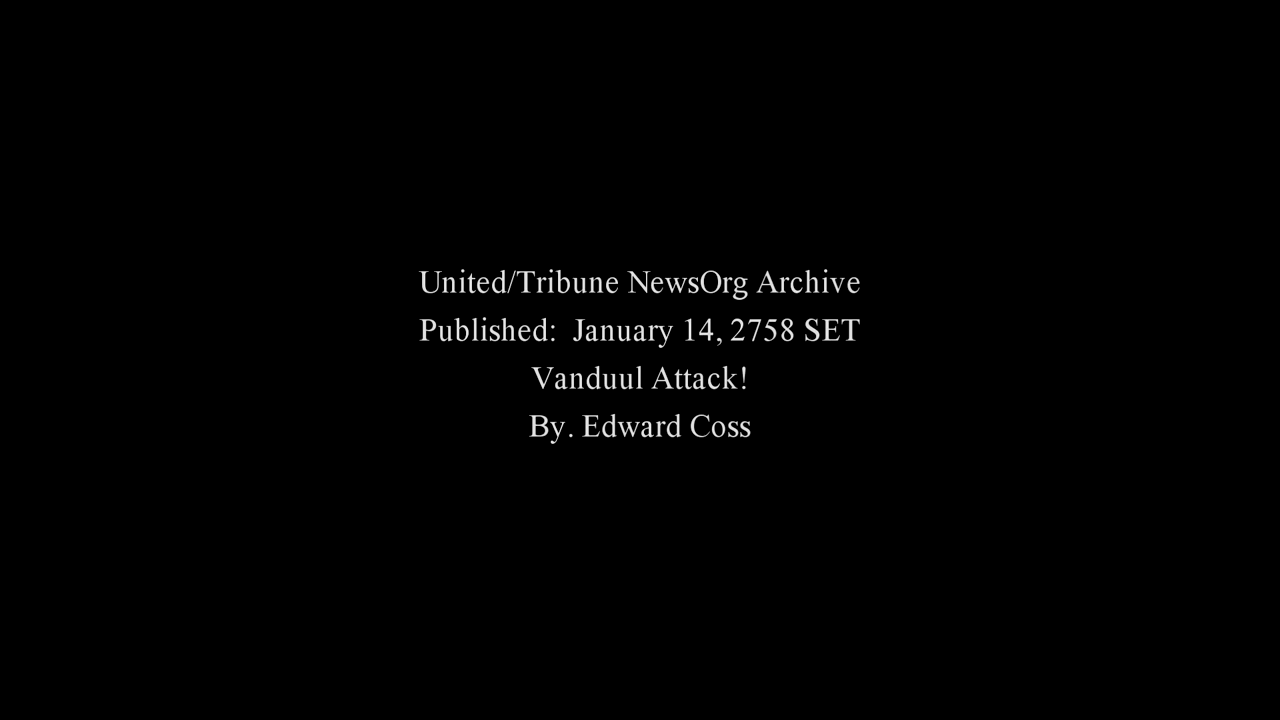 United/Tribune NewsOrg Archive
Published:  January 14, 2758 SET
Vanduul Attack!
By. Edward Coss